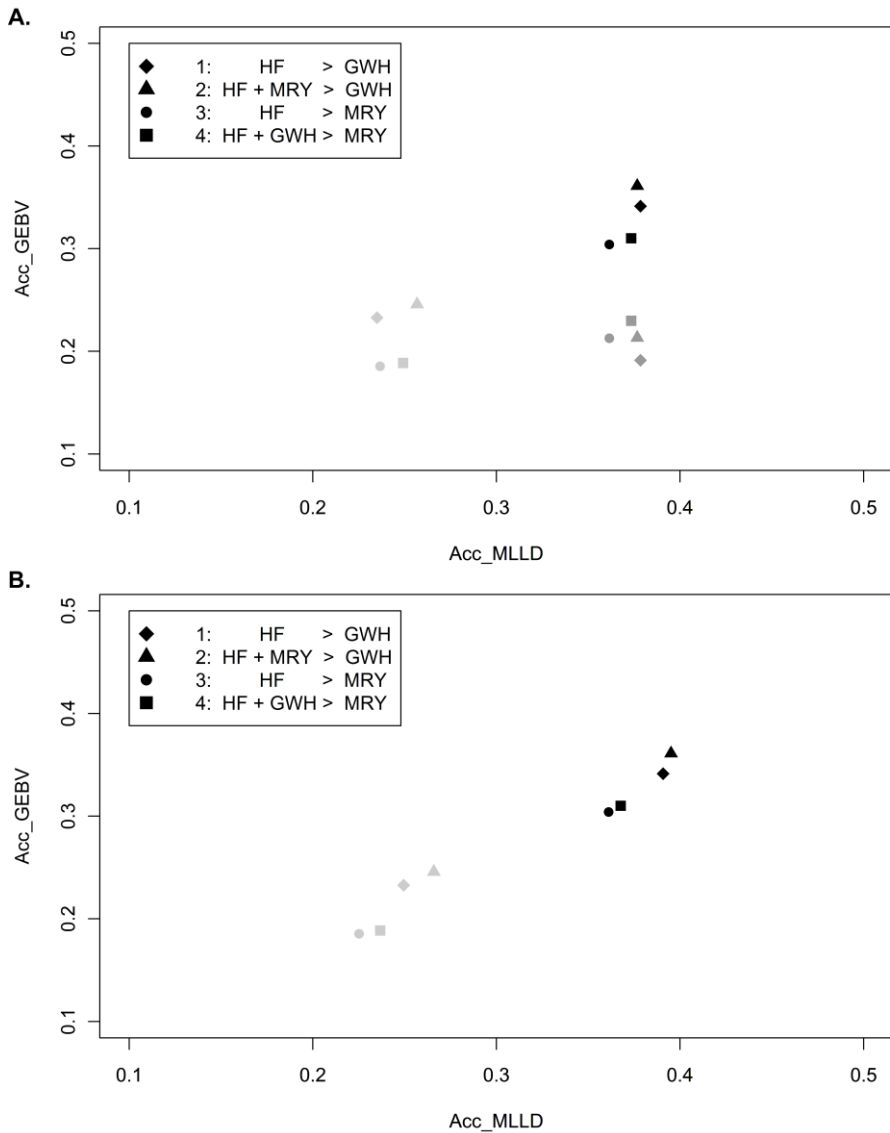 A.
1: HF > GWH
2: HF + MRY > GWH
3: HF > MRY
4: HF + GWH > MRY
0.5
0.4
0.3
0.2
0.1
Acc_GEBV
0.1 0.2 0.3 0.4 0.5
Acc_MLLD
B.
1: HF > GWH
2: HF + MRY > GWH
3: HF > MRY
4: HF + GWH > MRY
0.5
0.4
0.3
0.2
0.1
Acc_GEBV
0.1 0.2 0.3 0.4 0.5
Acc_MLLD